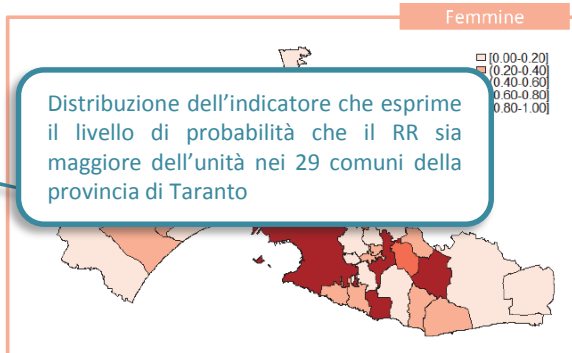 Femmine
[0.00-0.20]
(0.20-0.40]
(0.40-0.60]
0.60-0.80]
0.80-1.00]
Distribuzione dell'indicatore che esprime
il livello di probabilità che il RR sia
maggiore dell'unità nei 29 comuni della
provincia di Taranto